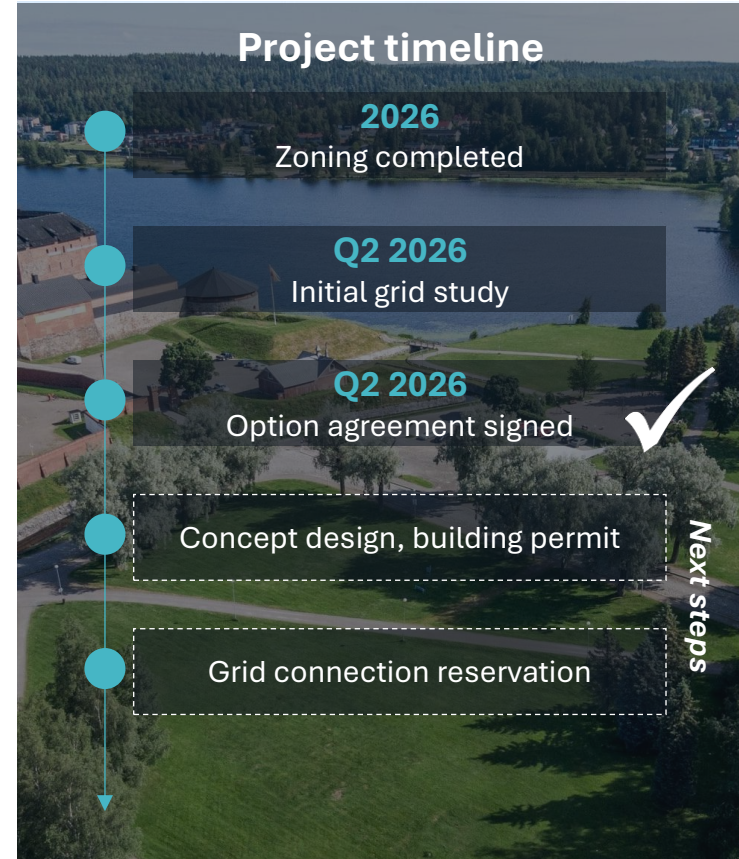 Project timeline
2026
Zoning completed
Q2 2026
Initial grid study
Q2 2026
Option agreement signed
Concept design, building permit
Next steps
Grid connection reservation